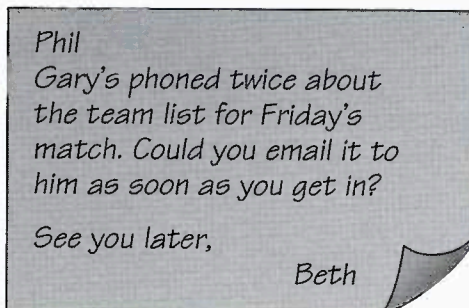 Phil
Gary's phoned twice about
the team list for Friday's
match. Could you email it to
him as soon as you get in?
See you later,
Beth